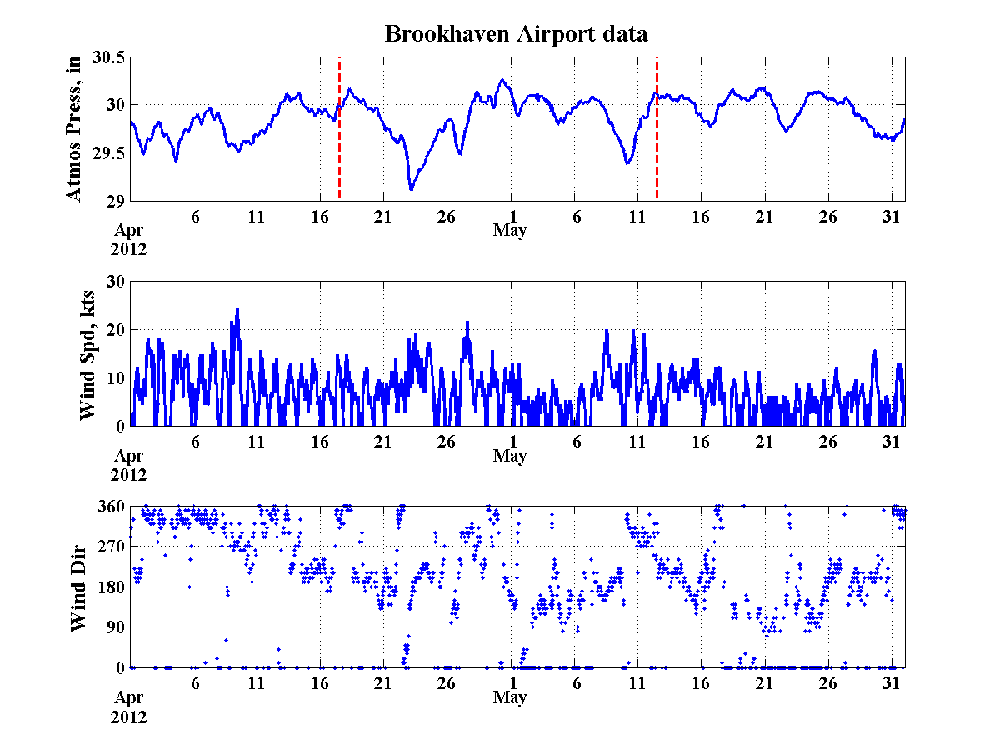 Brookhaven Airport data
Atmos Press, in
30.5
30
29.5
29
6 11 16 21 26 1 6 11 16 21 26 31
Apr May
2012
Wind Spd, kts
30
20
10
0
6 11 16 21 26 1 6 11 16 21 26 31
Apr May
2012
Wind Dir
360
270
180
90
0
6 11 16 21 26 1 6 11 16 21 26 31
Apr May
2012